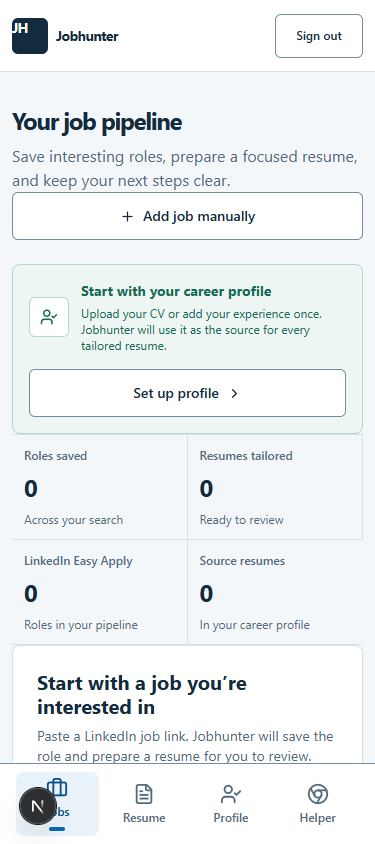 JH
Jobhunter
Sign out
Your job pipeline
Save interesting roles, prepare a focused resume,
and keep your next steps clear.
+ Add job manually
Start with your career profile
Upload your CV or add your experience once.
Jobhunter will use it as the source for every
tailored resume.
Set up profile
Roles saved
0
Across your search
Resumes tailored
0
Ready to review
LinkedIn Easy Apply
0
Roles in your pipeline
Source resumes
0
In your career profile
Start with a job you’re
interested in
Paste a LinkedIn job link. Jobhunter will save the
role and prepare a resume for you to review.
N
Resume
Profile
Helper